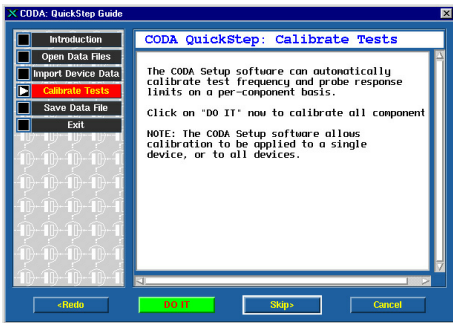 CODA: QuickStep Guide
Introduction
Open Data Files
Import Device Data
Calibrate Tests
Save Data File
Exit
CODA QuickStep: Calibrate Tests
The CODA Setup software can automatically
calibrate test frequency and probe response
limits on a per-component basis.
Click on "DO IT" now to calibrate all component
NOTE: The CODA Setup software allows
calibration to be applied to a single
device, or to all devices.
<Redo
DO IT
Skip>
Cancel